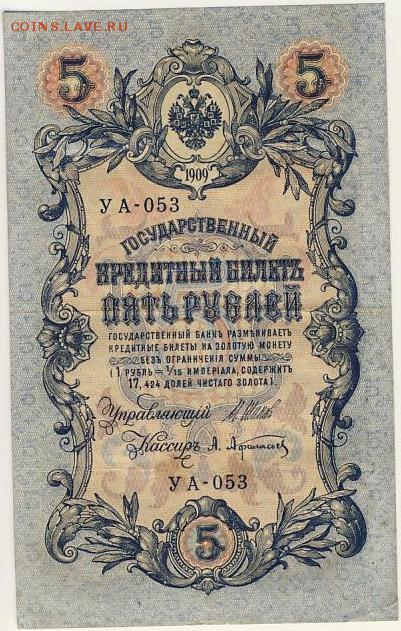 COINS.LAVE.RU
5 5
1909
УА-053
ГОСУДАРСТВЕННЫЙ
КРЕДИТНЫЙ БИЛЕТЪ
ПЯТЬ РУБЛЕЙ
ГОСУДАРСТВЕННЫЙ БАНКЪ РАЗМѢНИВАЕТЪ
КРЕДИТНЫЕ БИЛЕТЫ НА ЗОЛОТУЮ МОНЕТУ
БЕЗЪ ОГРАНИЧЕНІЯ СУММЫ
(1 РУБЛЬ = 1/15 ИМПЕРІАЛА, СОДЕРЖИТЪ
17,424 ДОЛЕЙ ЧИСТАГО ЗОЛОТА).
Управляющій И. Шиповъ
Кассиръ А. Афанасьев
УА-053
5